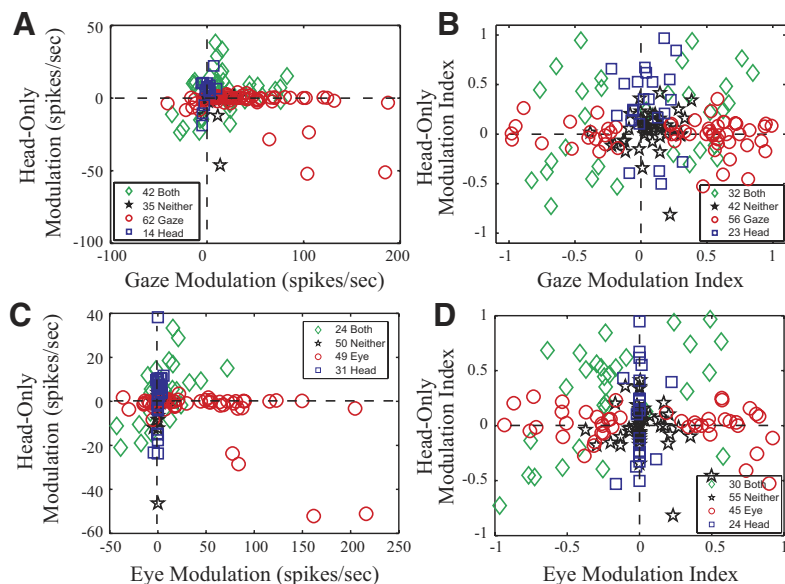 A
Head-Only
Modulation (spikes/sec)
50
0
-50
-100
-100
0
100
200
42 Both
35 Neither
62 Gaze
14 Head
Gaze Modulation (spikes/sec)
B
Head-Only
Modulation Index
1
0.5
0
-0.5
-1
-1
-0.5
0
0.5
1
32 Both
42 Neither
56 Gaze
23 Head
Gaze Modulation Index
C
Head-Only
Modulation (spikes/sec)
40
20
0
-20
-40
-60
-50
0
50
100
150
200
250
24 Both
50 Neither
49 Eye
31 Head
Eye Modulation (spikes/sec)
D
Head-Only
Modulation Index
1
0.5
0
-0.5
-1
-1
-0.5
0
0.5
1
30 Both
55 Neither
45 Eye
24 Head
Eye Modulation Index